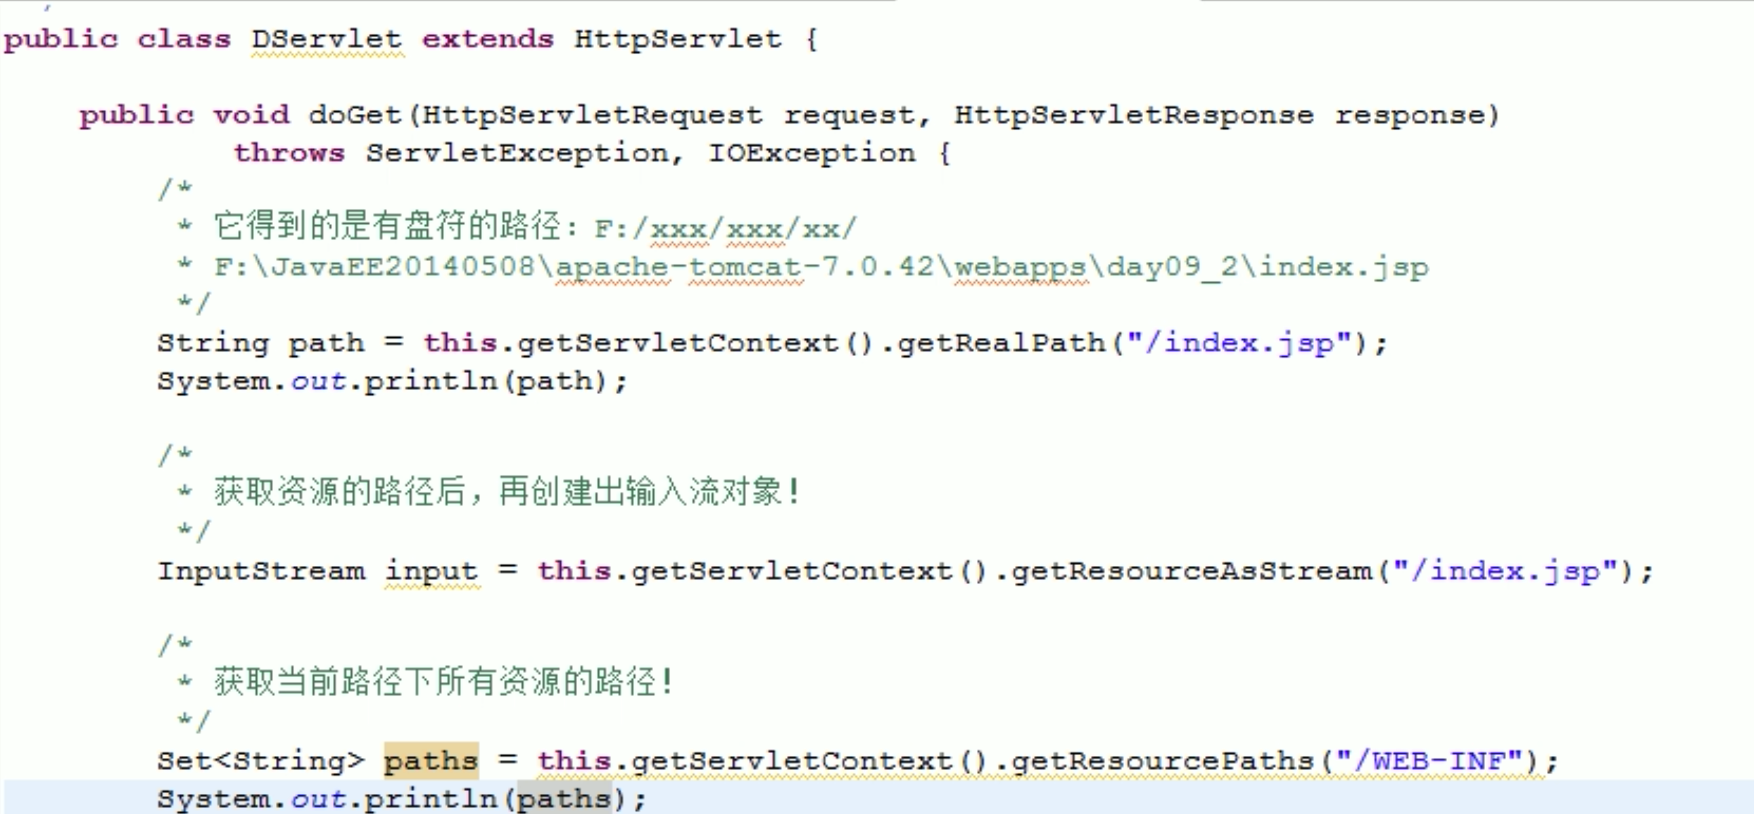 public class DServlet extends HttpServlet {
public void doGet(HttpServletRequest request, HttpServletResponse response)
throws ServletException, IOException {
/*
* 它得到的是有盘符的路径：F:/xxx/xxx/xx/
* F:\JavaEE20140508\apache-tomcat-7.0.42\webapps\day09_2\index.jsp
*/
String path = this.getServletContext().getRealPath("/index.jsp");
System.out.println(path);
/*
* 获取资源的路径后，再创建出输入流对象！
*/
InputStream input = this.getServletContext().getResourceAsStream("/index.jsp");
/*
* 获取当前路径下所有资源的路径！
*/
Set<String> paths = this.getServletContext().getResourcePaths("/WEB-INF");
System.out.println(paths);